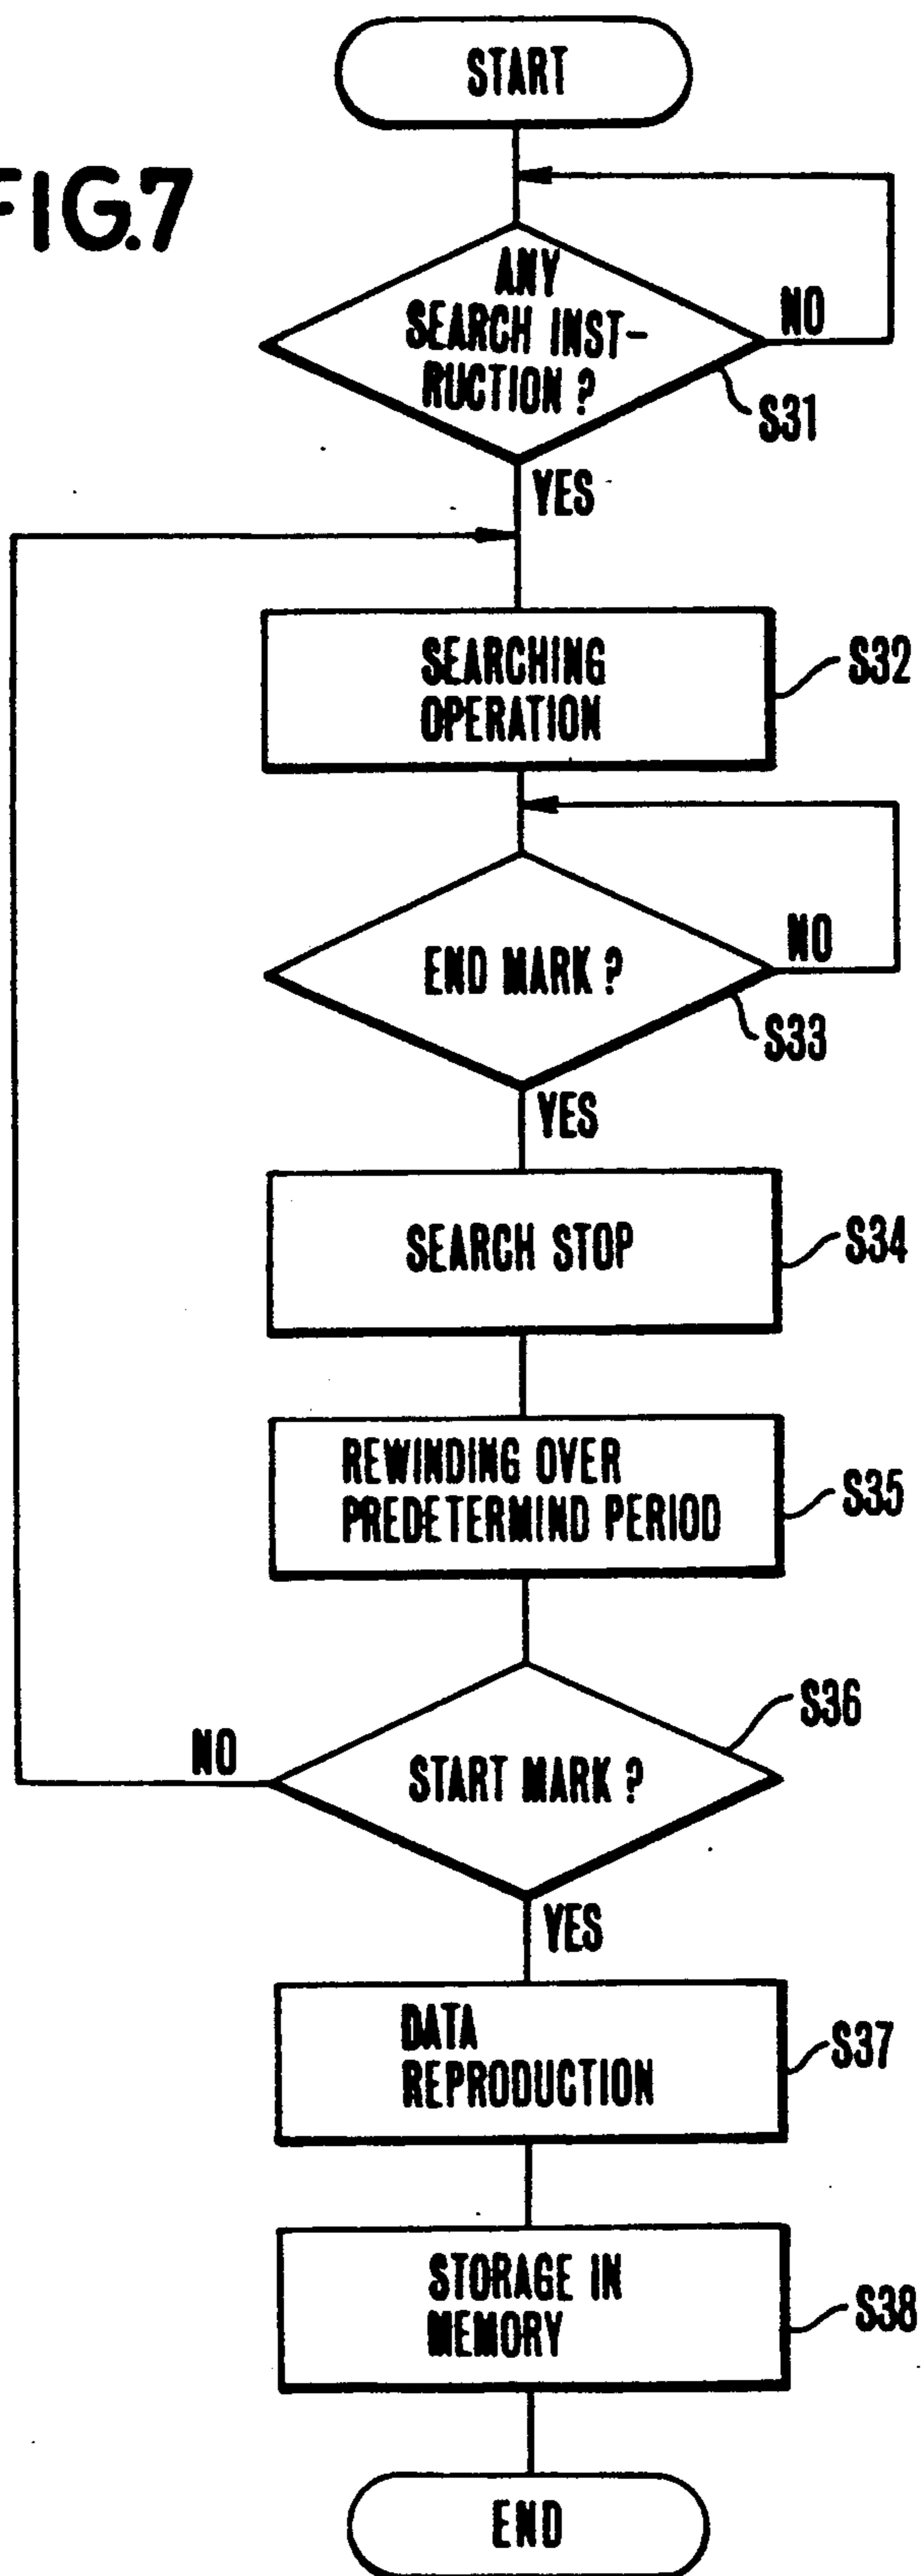 START
FIG.7
ANY
SEARCH INST-
RUCTION ?
NO
S31
YES
SEARCHING
OPERATION
S32
END MARK ?
NO
S33
YES
SEARCH STOP
S34
REWINDING OVER
PREDETERMIND PERIOD
S35
START MARK ?
S36
NO
YES
DATA
REPRODUCTION
S37
STORAGE IN
MEMORY
S38
END